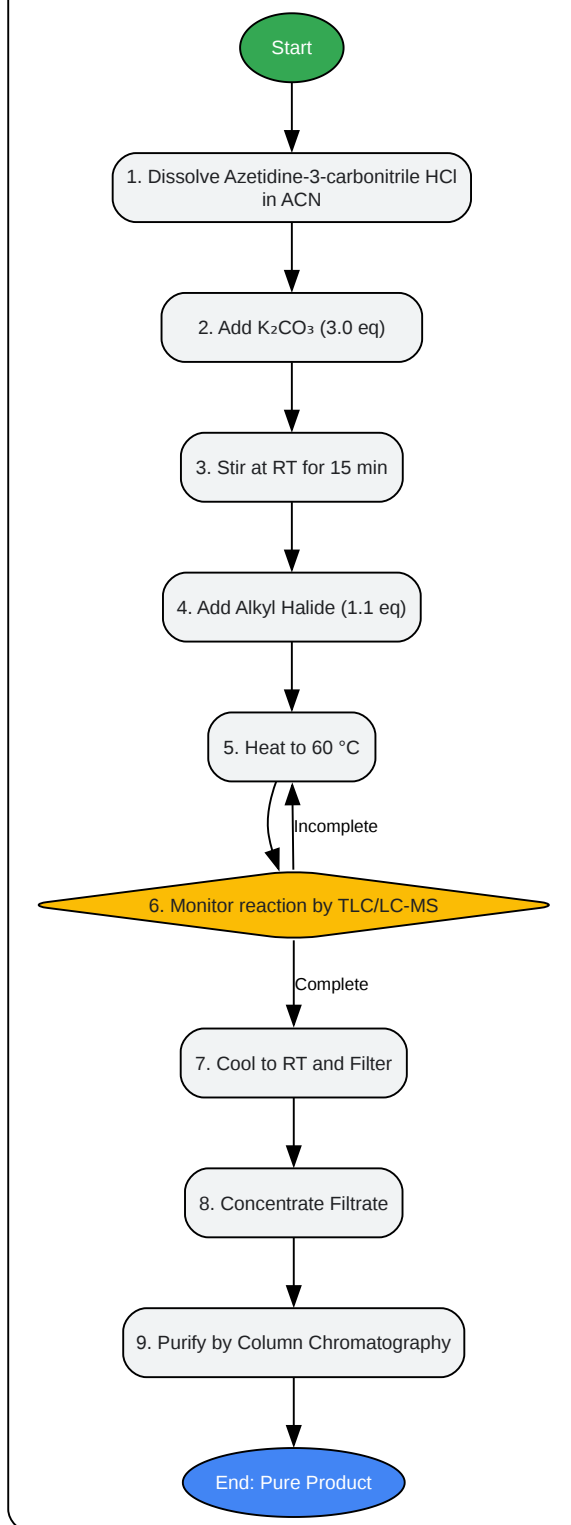 Start
1. Dissolve Azetidine-3-carbonitrile HCl
in ACN
2. Add K₂CO₃ (3.0 eq)
3. Stir at RT for 15 min
4. Add Alkyl Halide (1.1 eq)
5. Heat to 60 °C
Incomplete
6. Monitor reaction by TLC/LC-MS
Complete
7. Cool to RT and Filter
8. Concentrate Filtrate
9. Purify by Column Chromatography
End: Pure Product